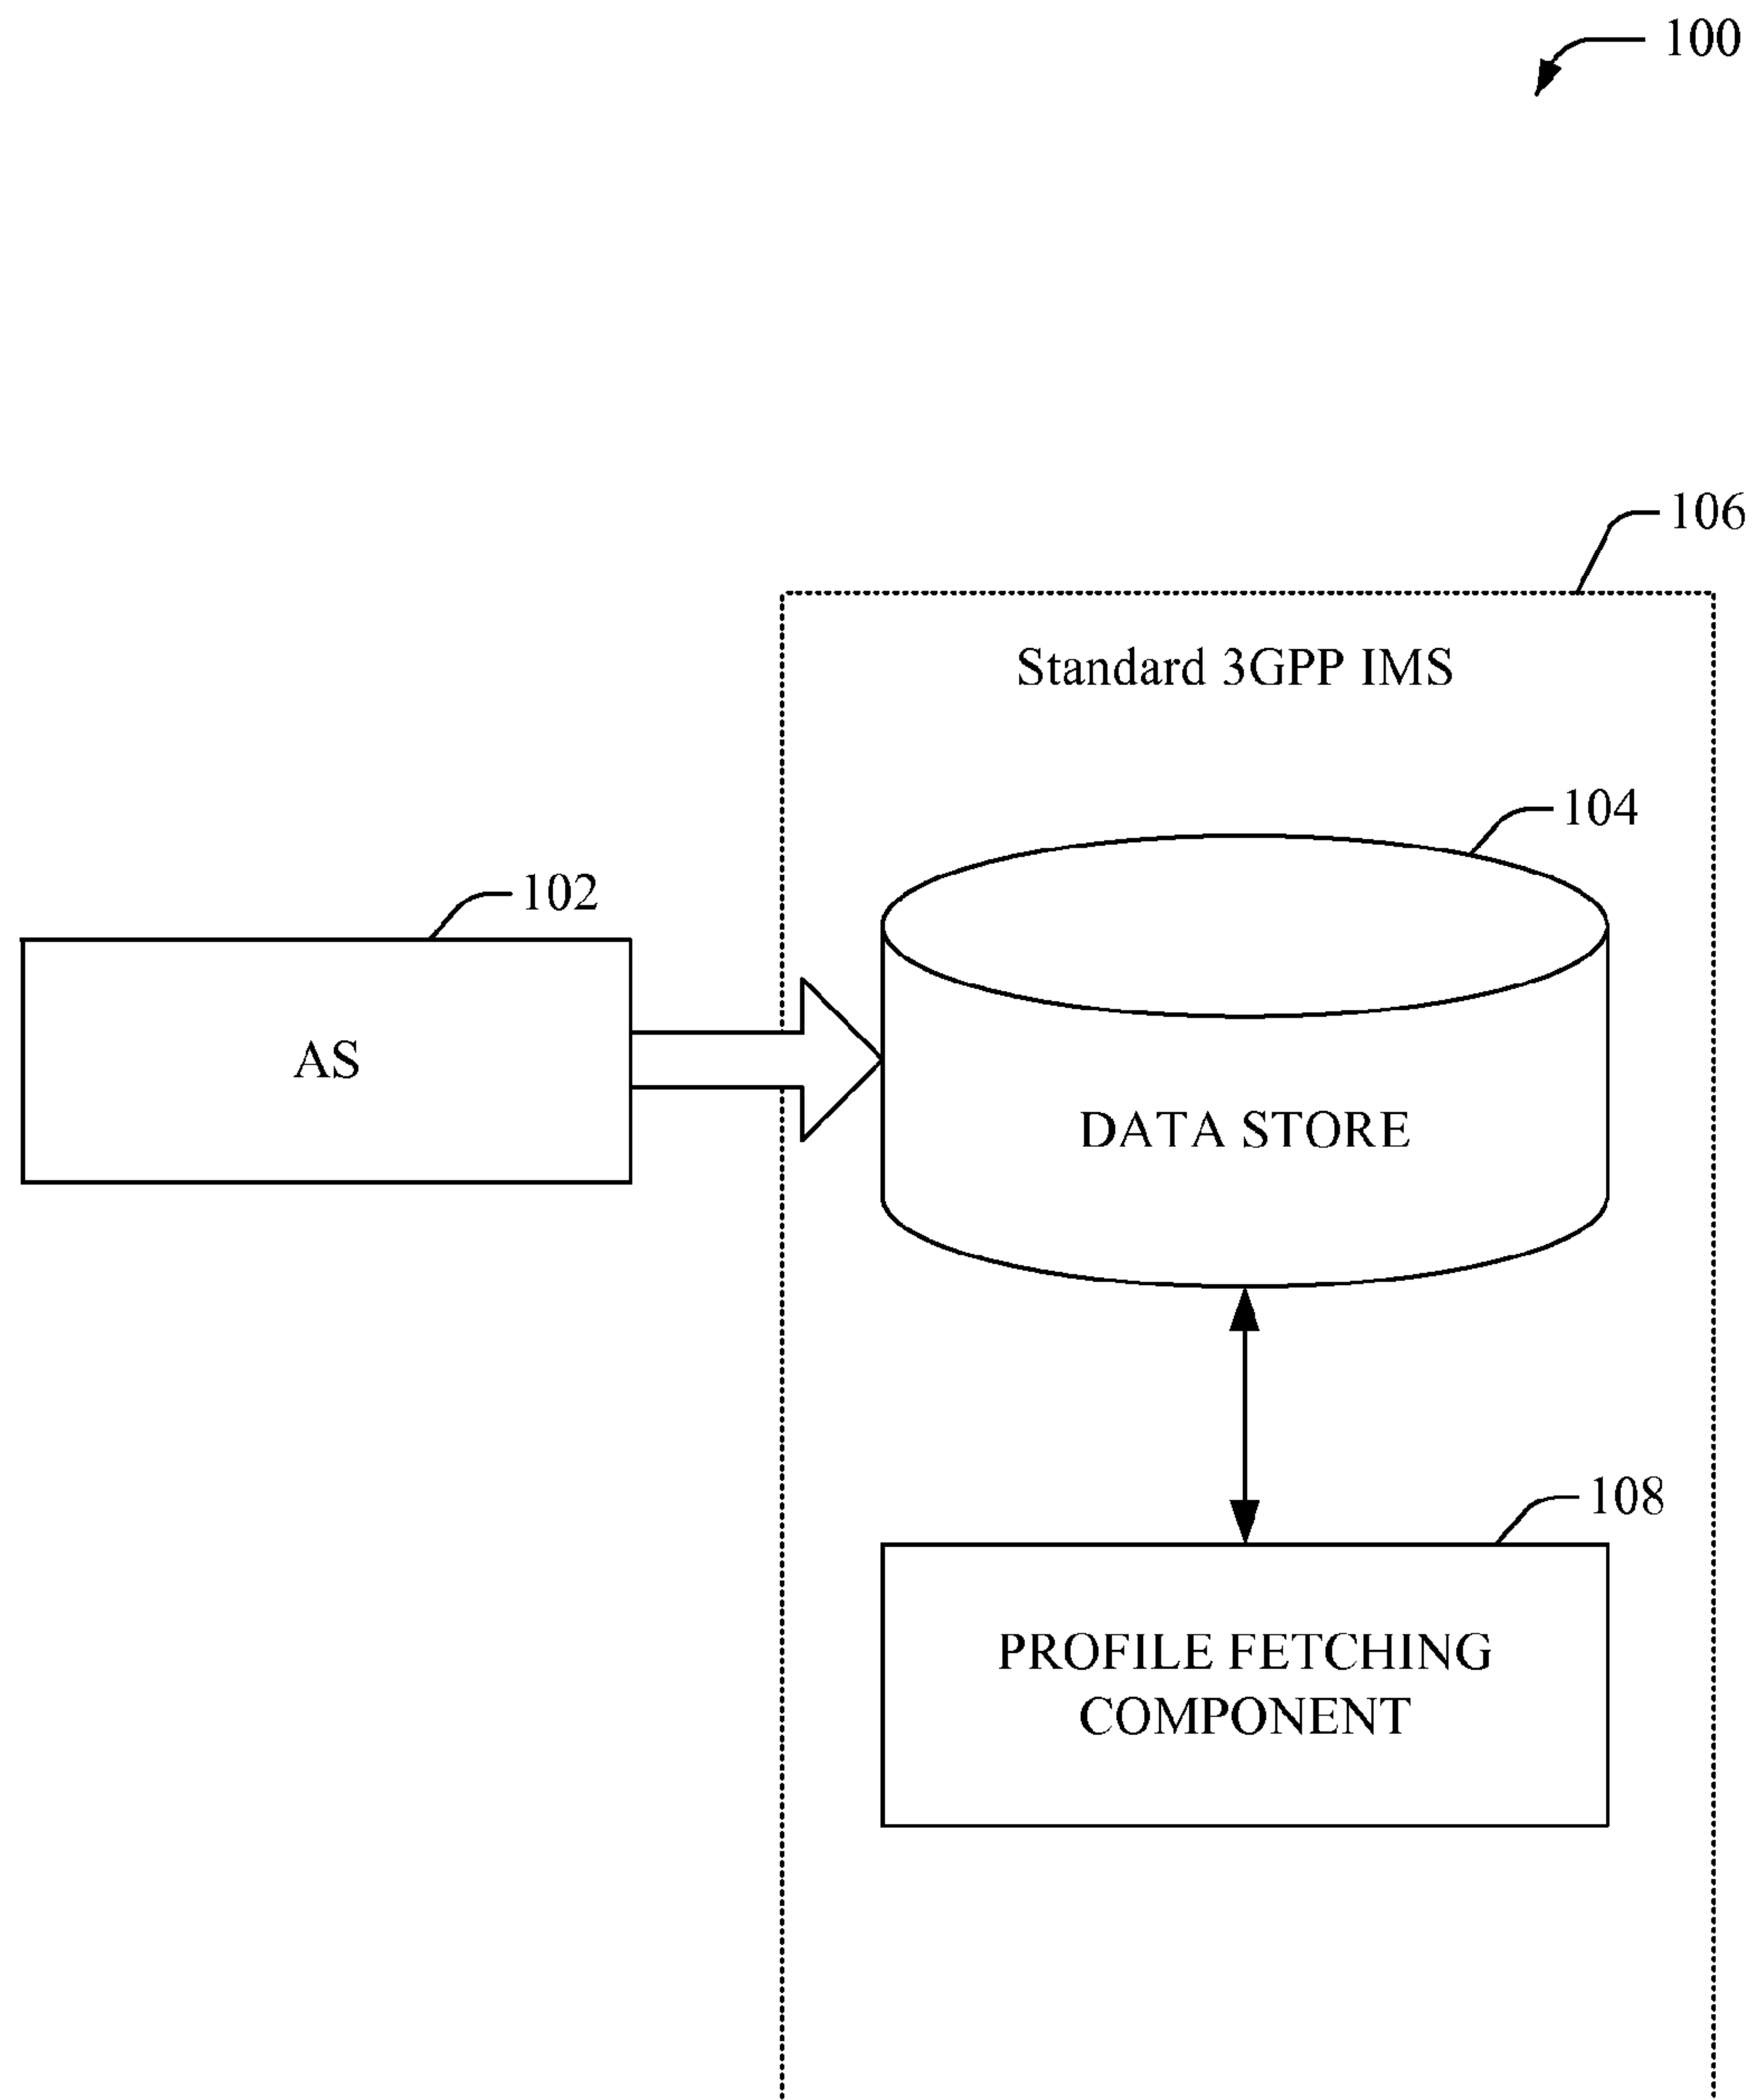 100
106
Standard 3GPP IMS
104
102
AS
DATA STORE
108
PROFILE FETCHING
COMPONENT